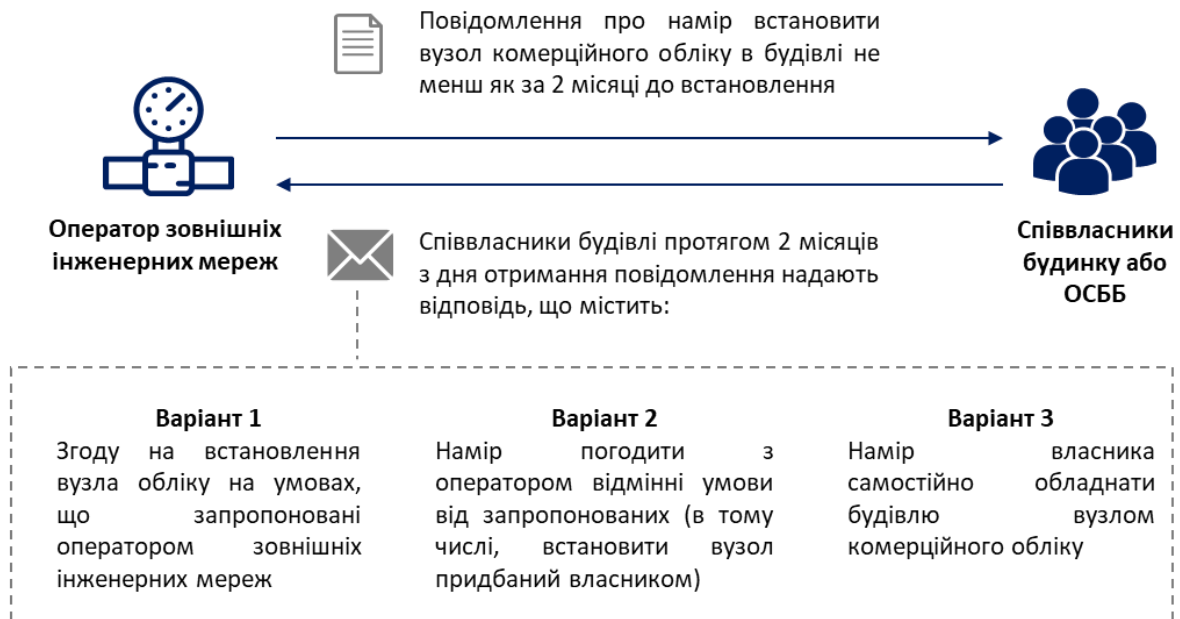 Повідомлення про намір встановити
вузол комерційного обліку в будівлі не
менш як за 2 місяці до встановлення
Оператор зовнішніх
інженерних мереж
Співвласники
будинку або
ОСББ
Співвласники будівлі протягом 2 місяців
з дня отримання повідомлення надають
відповідь, що містить:
Варіант 1
Згоду на встановлення
вузла обліку на умовах,
що запропоновані
оператором зовнішніх
інженерних мереж
Варіант 2
Намір погодити з
оператором відмінні умови
від запропонованих (в тому
числі, встановити вузол
придбаний власником)
Варіант 3
Намір власника
самостійно обладнати
будівлю вузлом
комерційного обліку